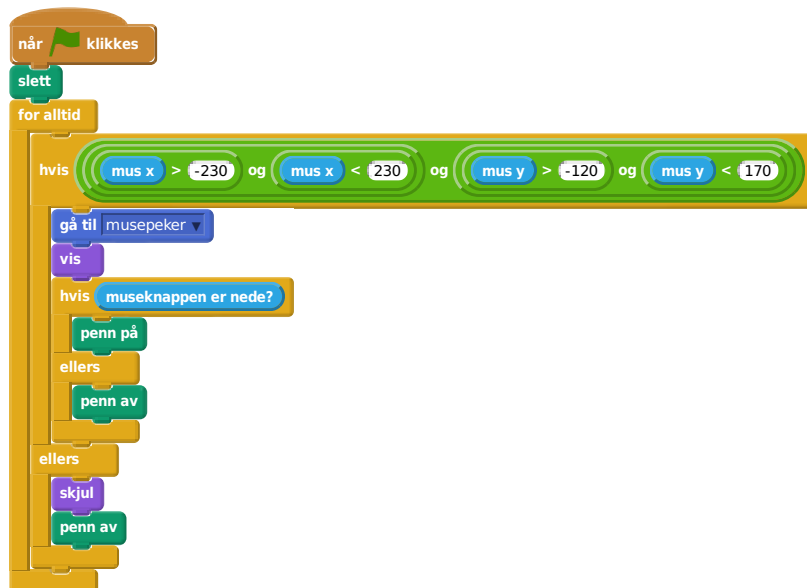 når klikkes
slett
for alltid
hvis mus x > -230 og mus x < 230 og mus y > -120 og mus y < 170
gå til musepeker
vis
hvis museknappen er nede?
penn på
ellers
penn av
ellers
skjul
penn av